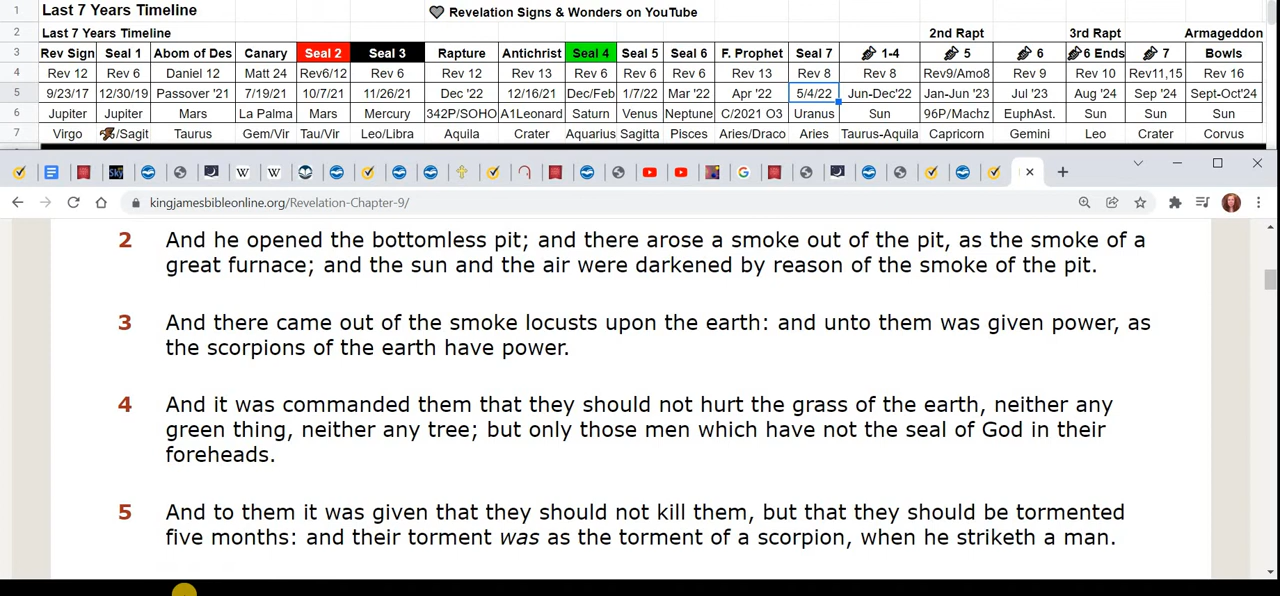 1 Last 7 Years Timeline Revelation Signs & Wonders on YouTube
2 Last 7 Years Timeline 2nd Rapt 3rd Rapt Armageddon
3 Rev Sign Seal 1 Abom of Des Canary Seal 2 Seal 3 Rapture Antichrist Seal 4 Seal 5 Seal 6 F. Prophet Seal 7 1-4 5 6 6 Ends 7 Bowls
4 Rev 12 Rev 6 Daniel 12 Matt 24 Rev6/12 Rev 6 Rev 12 Rev 13 Rev 6 Rev 6 Rev 6 Rev 13 Rev 8 Rev 8 Rev9/Amo8 Rev 9 Rev 10 Rev11,15 Rev 16
5 9/23/17 12/30/19 Passover '21 7/19/21 10/7/21 11/26/21 Dec '22 12/16/21 Dec/Feb 1/7/22 Mar '22 Apr '22 5/4/22 Jun-Dec'22 Jan-Jun '23 Jul '23 Aug '24 Sep '24 Sept-Oct'24
6 Jupiter Jupiter Mars La Palma Mars Mercury 342P/SOHO A1Leonard Saturn Venus Neptune C/2021 O3 Uranus Sun 96P/Machz EuphAst. Sun Sun Sun
7 Virgo /Sagit Taurus Gem/Vir Tau/Vir Leo/Libra Aquila Crater Aquarius Sagitta Pisces Aries/Draco Aries Taurus-Aquila Capricorn Gemini Leo Crater Corvus
kingjamesbibleonline.org/Revelation-Chapter-9/
2 And he opened the bottomless pit; and there arose a smoke out of the pit, as the smoke of a
great furnace; and the sun and the air were darkened by reason of the smoke of the pit.
3 And there came out of the smoke locusts upon the earth: and unto them was given power, as
the scorpions of the earth have power.
4 And it was commanded them that they should not hurt the grass of the earth, neither any
green thing, neither any tree; but only those men which have not the seal of God in their
foreheads.
5 And to them it was given that they should not kill them, but that they should be tormented
five months: and their torment was as the torment of a scorpion, when he striketh a man.